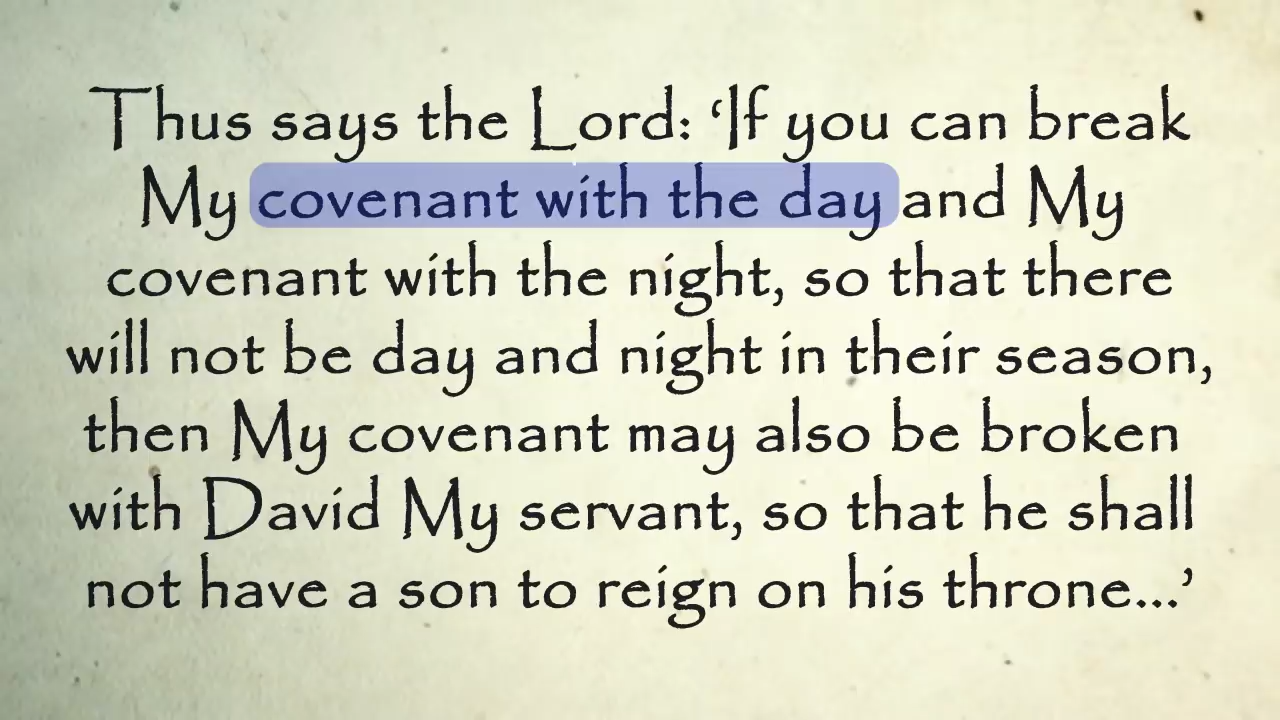 Thus says the Lord: ‘If you can break
My covenant with the day and My
covenant with the night, so that there
will not be day and night in their season,
then My covenant may also be broken
with David My servant, so that he shall
not have a son to reign on his throne...’